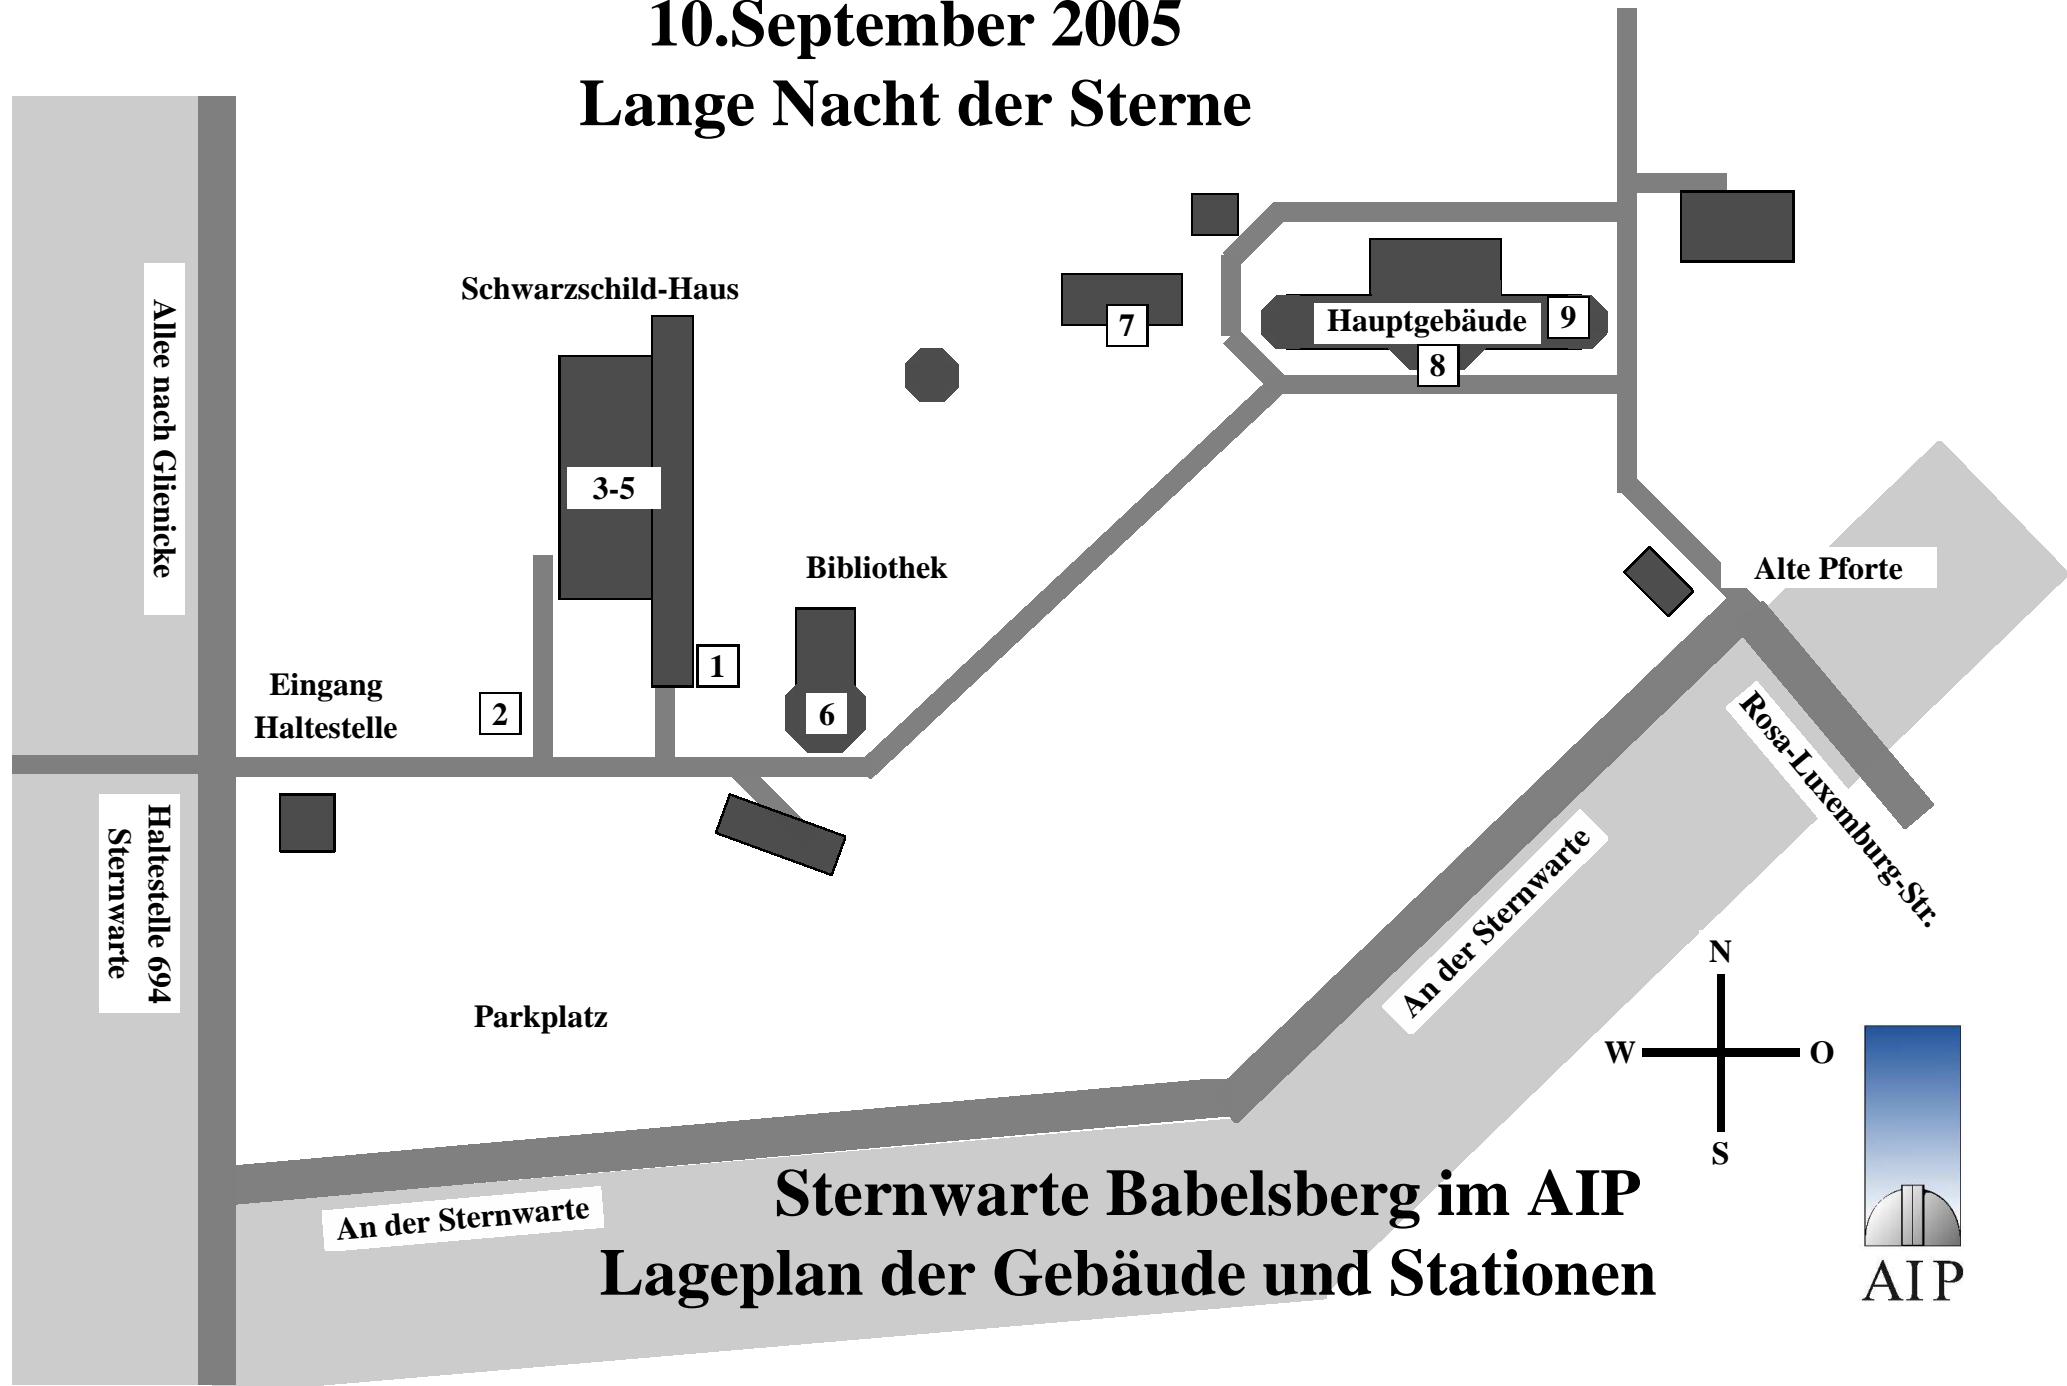 10.September 2005
Lange Nacht der Sterne
Schwarzschild-Haus
Allee nach Glienicke
7
Hauptgebäude
9
8
3-5
Bibliothek
Alte Pforte
1
Eingang
Haltestelle
2
6
Rosa-Luxemburg-Str.
Haltestelle 694
Sternwarte
An der Sternwarte
Parkplatz
N
W
O
S
An der Sternwarte
Sternwarte Babelsberg im AIP
Lageplan der Gebäude und Stationen
AIP